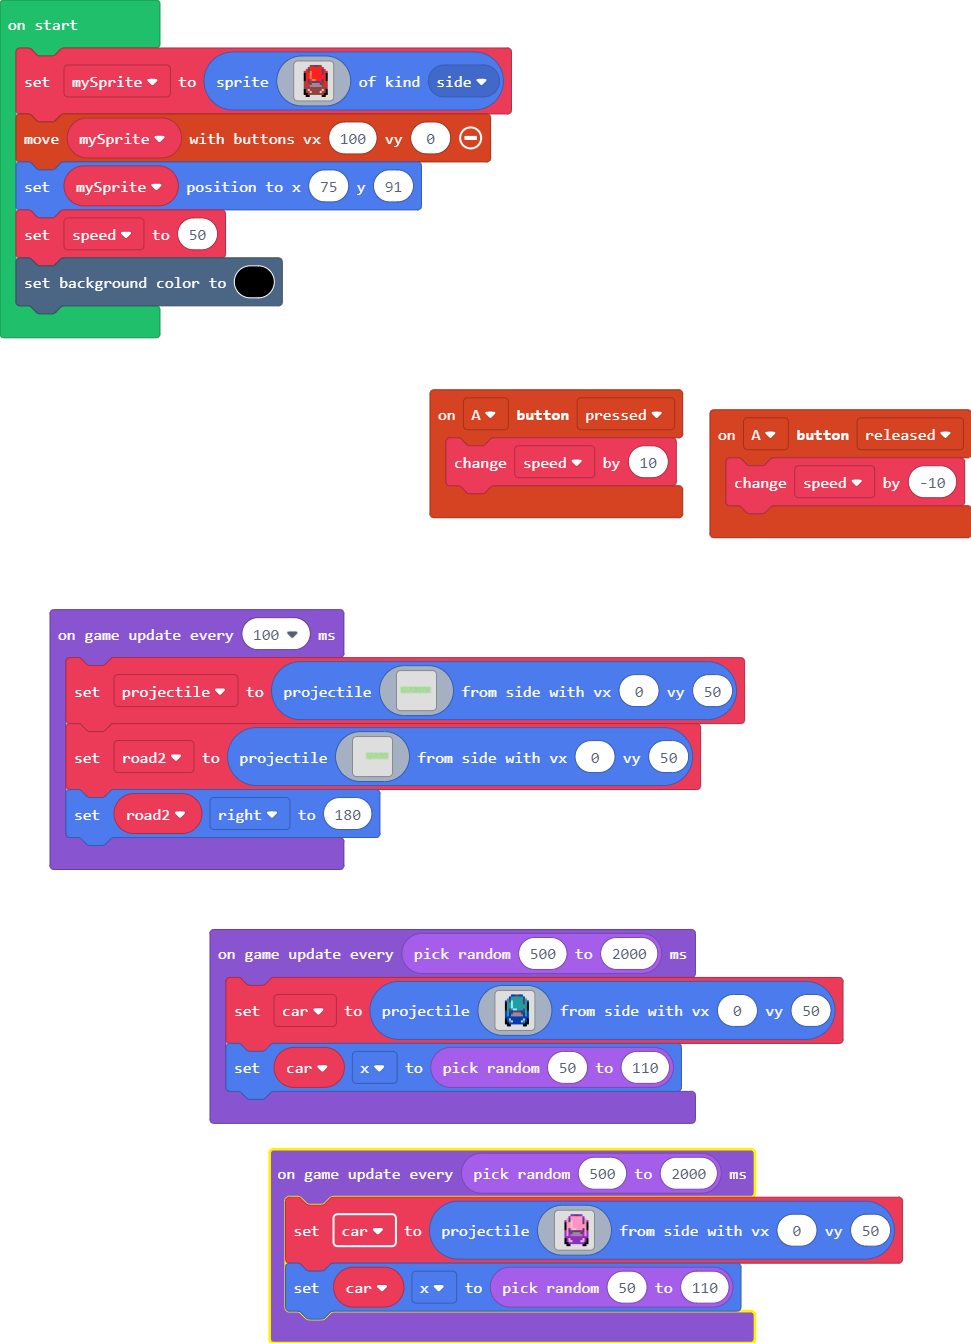 on start
set mySprite to sprite of kind side
move mySprite with buttons vx 100 vy 0
set mySprite position to x 75 y 91
set speed to 50
set background color to
on A button pressed
change speed by 10
on A button released
change speed by -10
on game update every 100 ms
set projectile to projectile from side with vx 0 vy 50
set road2 to projectile from side with vx 0 vy 50
set road2 right to 180
on game update every pick random 500 to 2000 ms
set car to projectile from side with vx 0 vy 50
set car x to pick random 50 to 110
on game update every pick random 500 to 2000 ms
set car to projectile from side with vx 0 vy 50
set car x to pick random 50 to 110